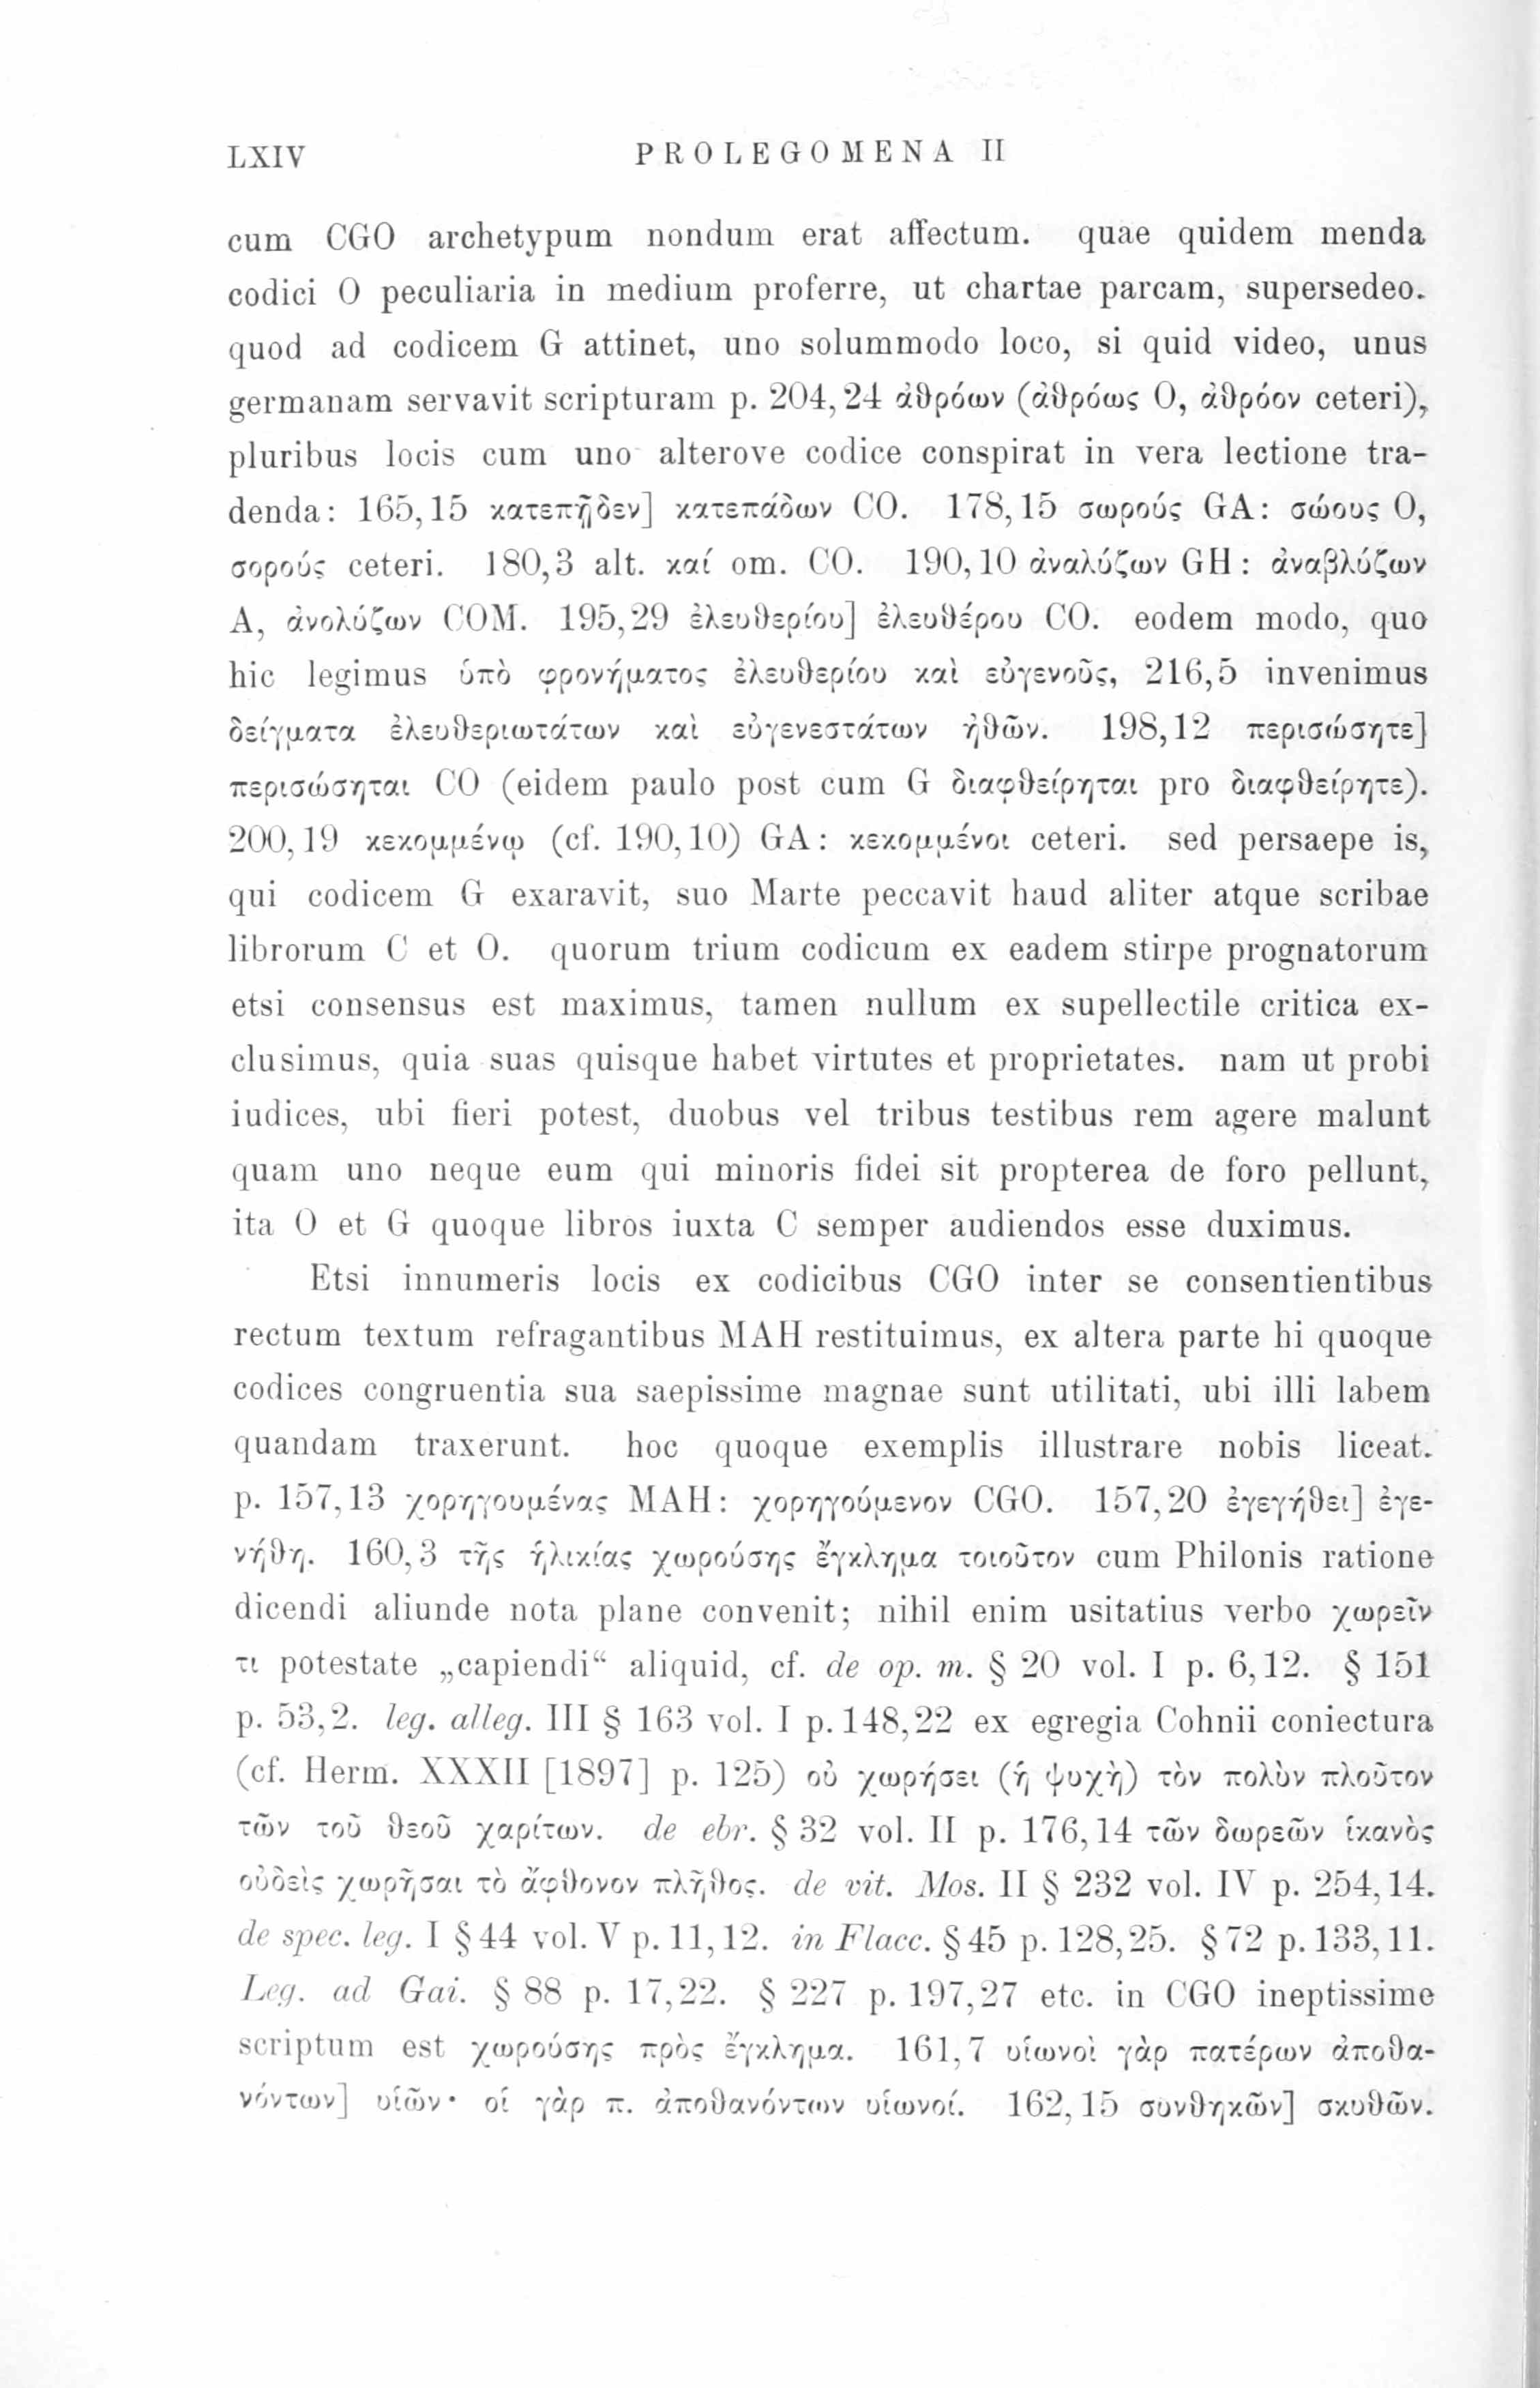 LXIV PROLEGOMENA II
cum CGO archetypum nondum erat affectum. quae quidem menda
codici O peculiaria in medium proferre, ut chartae parcam, supersedeo.
quod ad codicem G attinet, uno solummodo loco, si quid video, unus
germanam servavit scripturam p. 204,24 ἀθρόων (ἀθρόως O, ἀθρόον ceteri),
pluribus locis cum uno alterove codice conspirat in vera lectione tra-
denda: 165,15 κατεπῇδεν] κατεπάδων CO. 178,15 σωρούς GA: σώους O,
σορούς ceteri. 180,3 alt. καί om. CO. 190,10 ἀναλύζων GH: ἀναβλύζων
A, ἀνολύζων COM. 195,29 ἐλευθερίου] ἐλευθέρου CO. eodem modo, quo
hic legimus ὑπὸ φρονήματος ἐλευθερίου καὶ εὐγενοῦς, 216,5 invenimus
δείγματα ἐλευθεριωτάτων καὶ εὐγενεστάτων ἠθῶν. 198,12 περισώσητε]
περισώσηται CO (eidem paulo post cum G διαφθείρηται pro διαφθείρητε).
200,19 κεκομμένῳ (cf. 190,10) GA: κεκομμένοι ceteri. sed persaepe is,
qui codicem G exaravit, suo Marte peccavit haud aliter atque scribae
librorum C et O. quorum trium codicum ex eadem stirpe prognatorum
etsi consensus est maximus, tamen nullum ex supellectile critica ex-
clusimus, quia suas quisque habet virtutes et proprietates. nam ut probi
iudices, ubi fieri potest, duobus vel tribus testibus rem agere malunt
quam uno neque eum qui minoris fidei sit propterea de foro pellunt,
ita O et G quoque libros iuxta C semper audiendos esse duximus.
Etsi innumeris locis ex codicibus CGO inter se consentientibus
rectum textum refragantibus MAH restituimus, ex altera parte hi quoque
codices congruentia sua saepissime magnae sunt utilitati, ubi illi labem
quandam traxerunt. hoc quoque exemplis illustrare nobis liceat.
p. 157,13 χορηγουμένας MAH: χορηγούμενον CGO. 157,20 ἐγεγήθει] ἐγε-
νήθη. 160,3 τῆς ἡλικίας χωρούσης ἔγκλημα τοιοῦτον cum Philonis ratione
dicendi aliunde nota plane convenit; nihil enim usitatius verbo χωρεῖν
τι potestate „capiendi“ aliquid, cf. de op. m. § 20 vol. I p. 6,12. § 151
p. 53,2. leg. alleg. III § 163 vol. I p. 148,22 ex egregia Cohnii coniectura
(cf. Herm. XXXII [1897] p. 125) οὐ χωρήσει (ἡ ψυχὴ) τὸν πολὺν πλοῦτον
τῶν τοῦ θεοῦ χαρίτων. de ebr. § 32 vol. II p. 176,14 τῶν δωρεῶν ἱκανὸς
οὐδεὶς χωρῆσαι τὸ ἄφθονον πλῆθος. de vit. Mos. II § 232 vol. IV p. 254,14.
de spec. leg. I § 44 vol. V p. 11,12. in Flacc. § 45 p. 128,25. § 72 p. 133,11.
Leg. ad Gai. § 88 p. 17,22. § 227 p. 197,27 etc. in CGO ineptissime
scriptum est χωρούσης πρὸς ἔγκλημα. 161,7 υἱωνοὶ γὰρ πατέρων ἀποθα-
νόντων] υἱῶν· οἱ γὰρ π. ἀποθανόντων υἱωνοί. 162,15 συνθηκῶν] σκυθῶν.